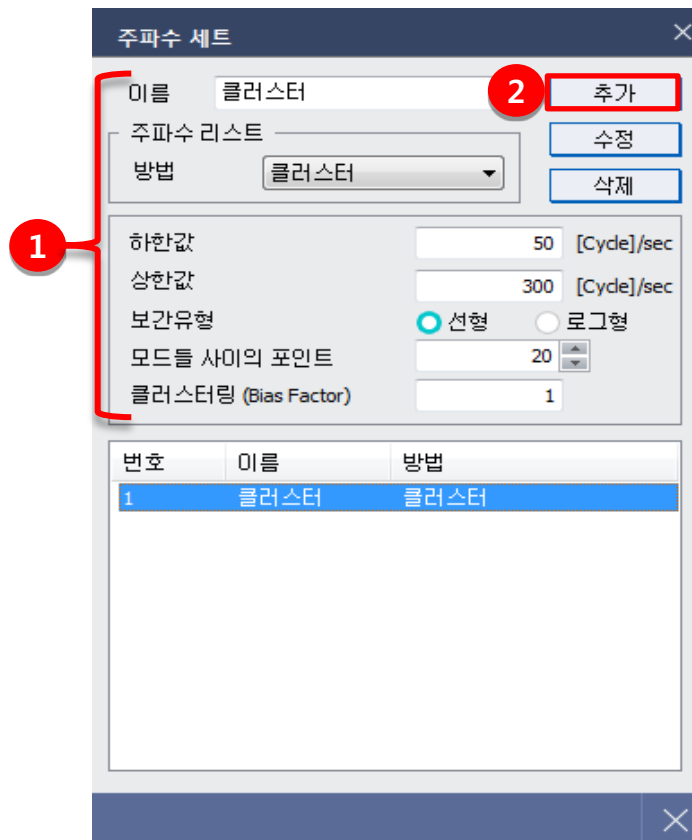 주파수 세트
이름 클러스터 2 추가
주파수 리스트 수정
방법 클러스터 삭제
1
하한값 50 [Cycle]/sec
상한값 300 [Cycle]/sec
보간유형 선형 로그형
모드들 사이의 포인트 20
클러스터링 (Bias Factor) 1
번호 이름 방법
1 클러스터 클러스터